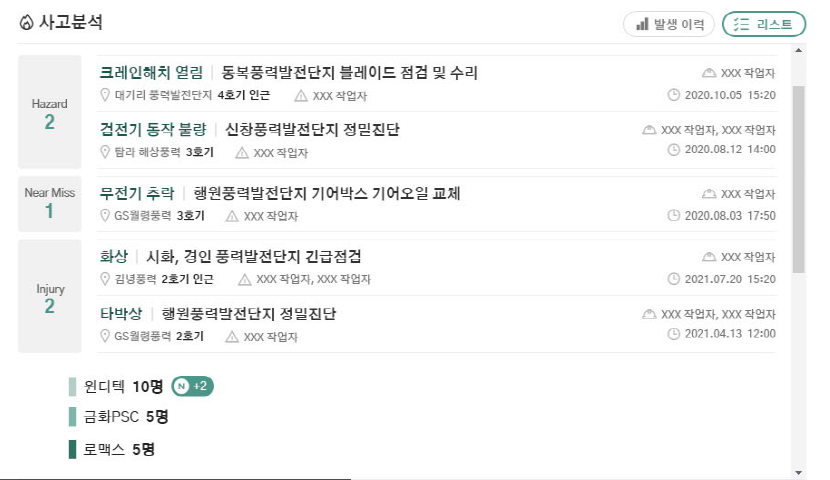 사고분석
발생 이력
리스트
Hazard
2
크레인해치 열림 | 동복풍력발전단지 블레이드 점검 및 수리
XXX 작업자
대기리 풍력발전단지 4호기 인근
XXX 작업자
2020.10.05 15:20
검전기 동작 불량 | 신창풍력발전단지 정밀진단
XXX 작업자, XXX 작업자
탐라 해상풍력 3호기
XXX 작업자
2020.08.12 14:00
Near Miss
1
무전기 추락 | 행원풍력발전단지 기어박스 기어오일 교체
XXX 작업자
GS월령풍력 3호기
XXX 작업자
2020.08.03 17:50
Injury
2
화상 | 시화, 경인 풍력발전단지 긴급점검
XXX 작업자
김녕풍력 2호기 인근
XXX 작업자, XXX 작업자
2021.07.20 15:20
타박상 | 행원풍력발전단지 정밀진단
XXX 작업자, XXX 작업자
GS월령풍력 2호기
XXX 작업자
2021.04.13 12:00
윈디텍 10명 N +2
금화PSC 5명
로맥스 5명